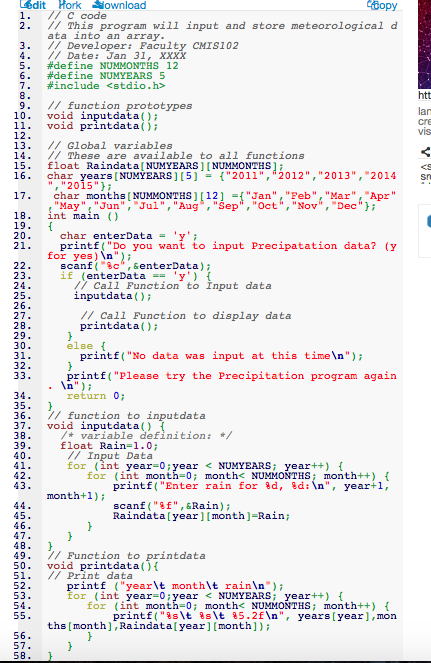 edit fork download copy
1. // C code
2. // This program will input and store meteorological d
ata into an array.
3. // Developer: Faculty CMIS102
4. // Date: Jan 31, XXXX
5. #define NUMMONTHS 12
6. #define NUMYEARS 5
7. #include <stdio.h>
8.
9. // function prototypes
10. void inputdata();
11. void printdata();
12.
13. // Global variables
14. // These are available to all functions
15. float Raindata[NUMYEARS][NUMMONTHS];
16. char years[NUMYEARS][5] = {"2011","2012","2013","2014
","2015"};
17. char months[NUMMONTHS][12] ={"Jan","Feb","Mar","Apr"
,"May","Jun","Jul","Aug","Sep","Oct","Nov","Dec"};
18. int main ()
19. {
20. char enterData = 'y';
21. printf("Do you want to input Precipatation data? (y
for yes)\n");
22. scanf("%c",&enterData);
23. if (enterData == 'y') {
24. // Call Function to Input data
25. inputdata();
26.
27. // Call Function to display data
28. printdata();
29. }
30. else {
31. printf("No data was input at this time\n");
32. }
33. printf("Please try the Precipitation program again
. \n");
34. return 0;
35. }
36. // function to inputdata
37. void inputdata() {
38. /* variable definition: */
39. float Rain=1.0;
40. // Input Data
41. for (int year=0;year < NUMYEARS; year++) {
42. for (int month=0; month< NUMMONTHS; month++) {
43. printf("Enter rain for %d, %d:\n", year+1,
month+1);
44. scanf("%f",&Rain);
45. Raindata[year][month]=Rain;
46. }
47. }
48. }
49. // Function to printdata
50. void printdata(){
51. // Print data
52. printf ("year\t month\t rain\n");
53. for (int year=0;year < NUMYEARS; year++) {
54. for (int month=0; month< NUMMONTHS; month++) {
55. printf("%s\t %s\t %5.2f\n", years[year],mon
ths[month],Raindata[year][month]);
56. }
57. }
58. }
htt
lan
cre
vis